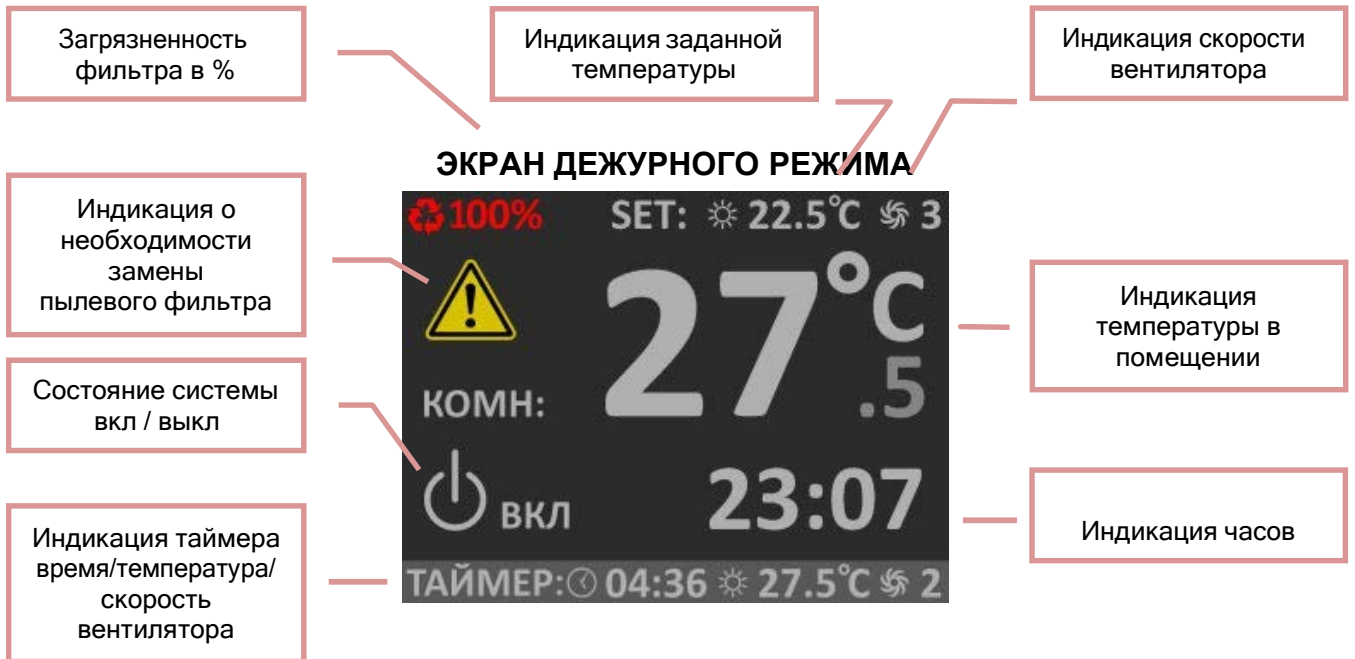 Загрязненность
фильтра в %
Индикация заданной
температуры
Индикация скорости
вентилятора
ЭКРАН ДЕЖУРНОГО РЕЖИМА
Индикация о
необходимости
замены
пылевого фильтра
Состояние системы
вкл / выкл
Индикация таймера
время/температура/
скорость
вентилятора
100% SET: 22.5°C 3
27°C
.5
КОМН:
ВКЛ 23:07
ТАЙМЕР: 04:36 27.5°C 2
Индикация
температуры в
помещении
Индикация часов